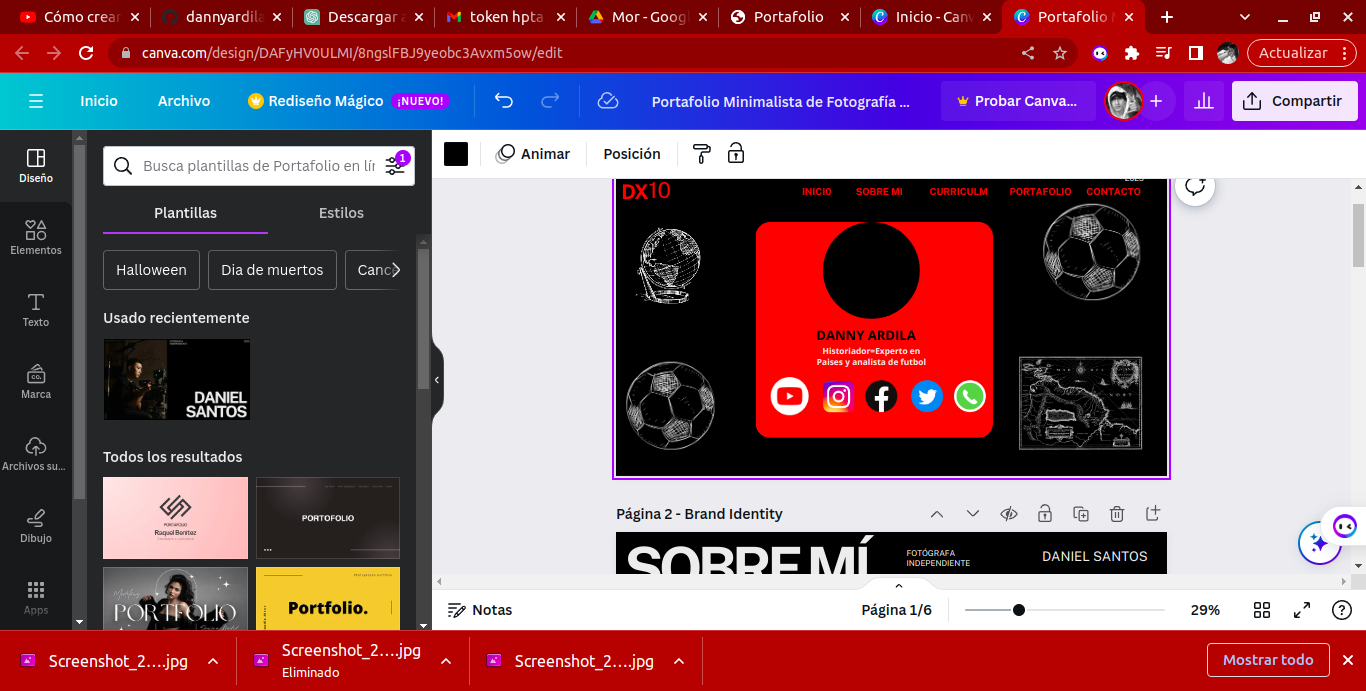 Cómo crear
dannyardila
Descargar a
token hpta
Mor - Googl
Portafolio
Inicio - Canv
Portafolio M
canva.com/design/DAFyHV0ULMI/8ngslFBJ9yeobc3Avxm5ow/edit
Actualizar
Inicio
Archivo
Rediseño Mágico
¡NUEVO!
Portafolio Minimalista de Fotografía ...
Probar Canva...
Compartir
Diseño
Elementos
Texto
Marca
Archivos su...
Dibujo
Apps
Busca plantillas de Portafolio en lín
1
Plantillas
Estilos
Halloween
Dia de muertos
Canc
Usado recientemente
DANIEL
SANTOS
Todos los resultados
PORTAFOLIO
Raquel Benítez
PORTOFOLIO
PORTFOLIO
Portfolio.
Animar
Posición
DX10
INICIO
SOBRE MI
CURRICULM
PORTAFOLIO
CONTACTO
DANNY ARDILA
Historiador=Experto en
Paises y analista de futbol
Página 2 - Brand Identity
SOBRE MÍ
FOTÓGRAFA
INDEPENDIENTE
DANIEL SANTOS
Notas
Página 1/6
29%
Screenshot_2....jpg
Screenshot_2....jpg
Eliminado
Screenshot_2....jpg
Mostrar todo